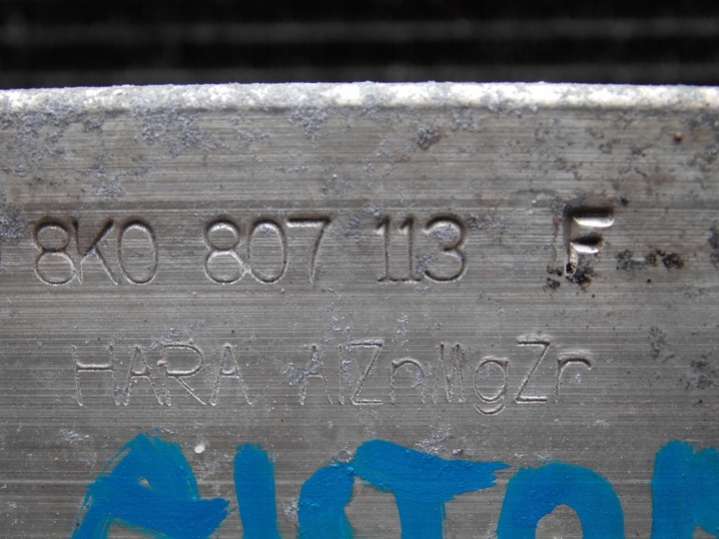 8K0 807 113 F
HARA AlZnMgZr